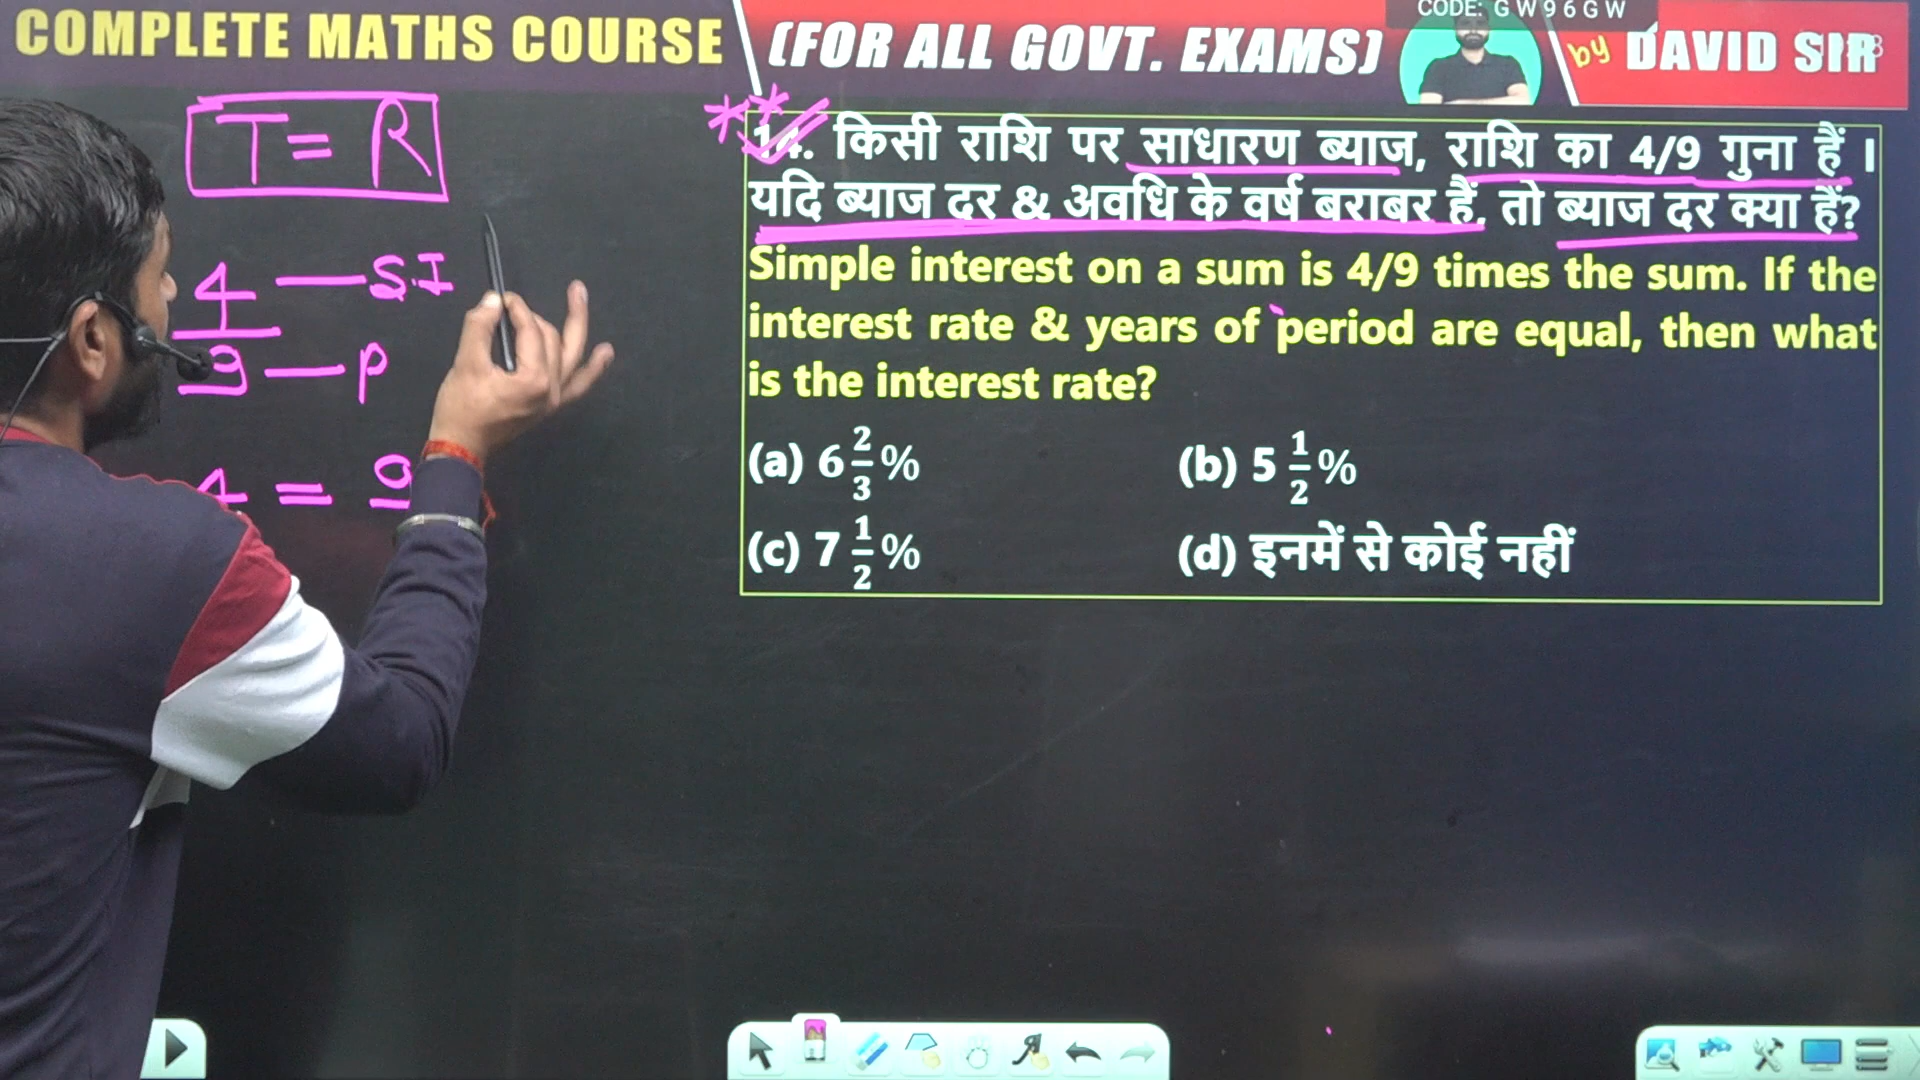 COMPLETE MATHS COURSE (FOR ALL GOVT. EXAMS) by DAVID SIR
CODE: GW96GW
T = R
4 — S.I
9 — P
4 = 9
14. किसी राशि पर साधारण ब्याज, राशि का 4/9 गुना हैं ।
यदि ब्याज दर & अवधि के वर्ष बराबर हैं, तो ब्याज दर क्या हैं?
Simple interest on a sum is 4/9 times the sum. If the
interest rate & years of period are equal, then what
is the interest rate?
(a) 6 2/3 % (b) 5 1/2 %
(c) 7 1/2 % (d) इनमें से कोई नहीं